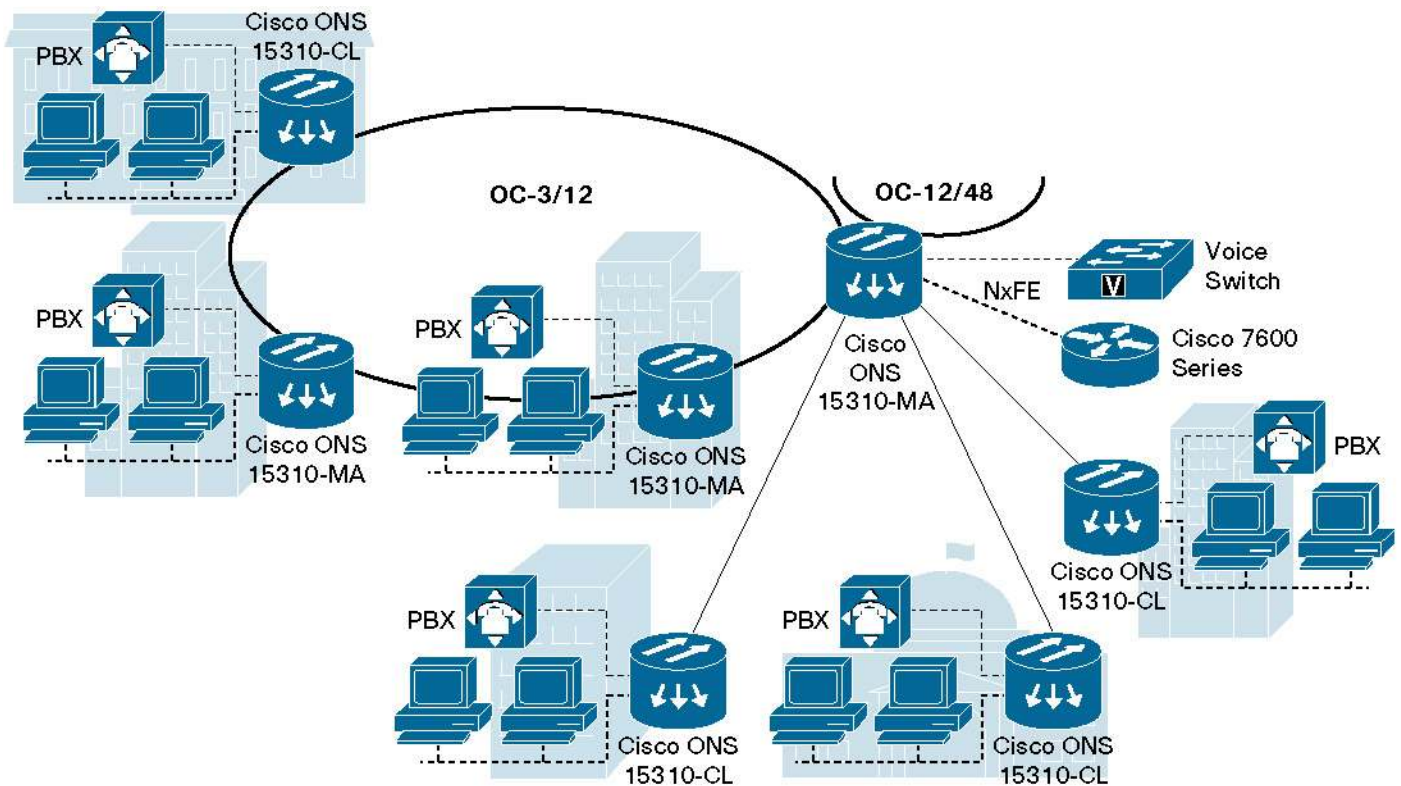 Cisco ONS
15310-CL
PBX
OC-3/12
OC-12/48
PBX
Cisco ONS
15310-MA
PBX
Cisco ONS
15310-MA
Cisco
ONS
15310-MA
NxFE
Voice
Switch
V
Cisco 7600
Series
PBX
Cisco ONS
15310-CL
PBX
Cisco ONS
15310-CL
PBX
Cisco ONS
15310-CL